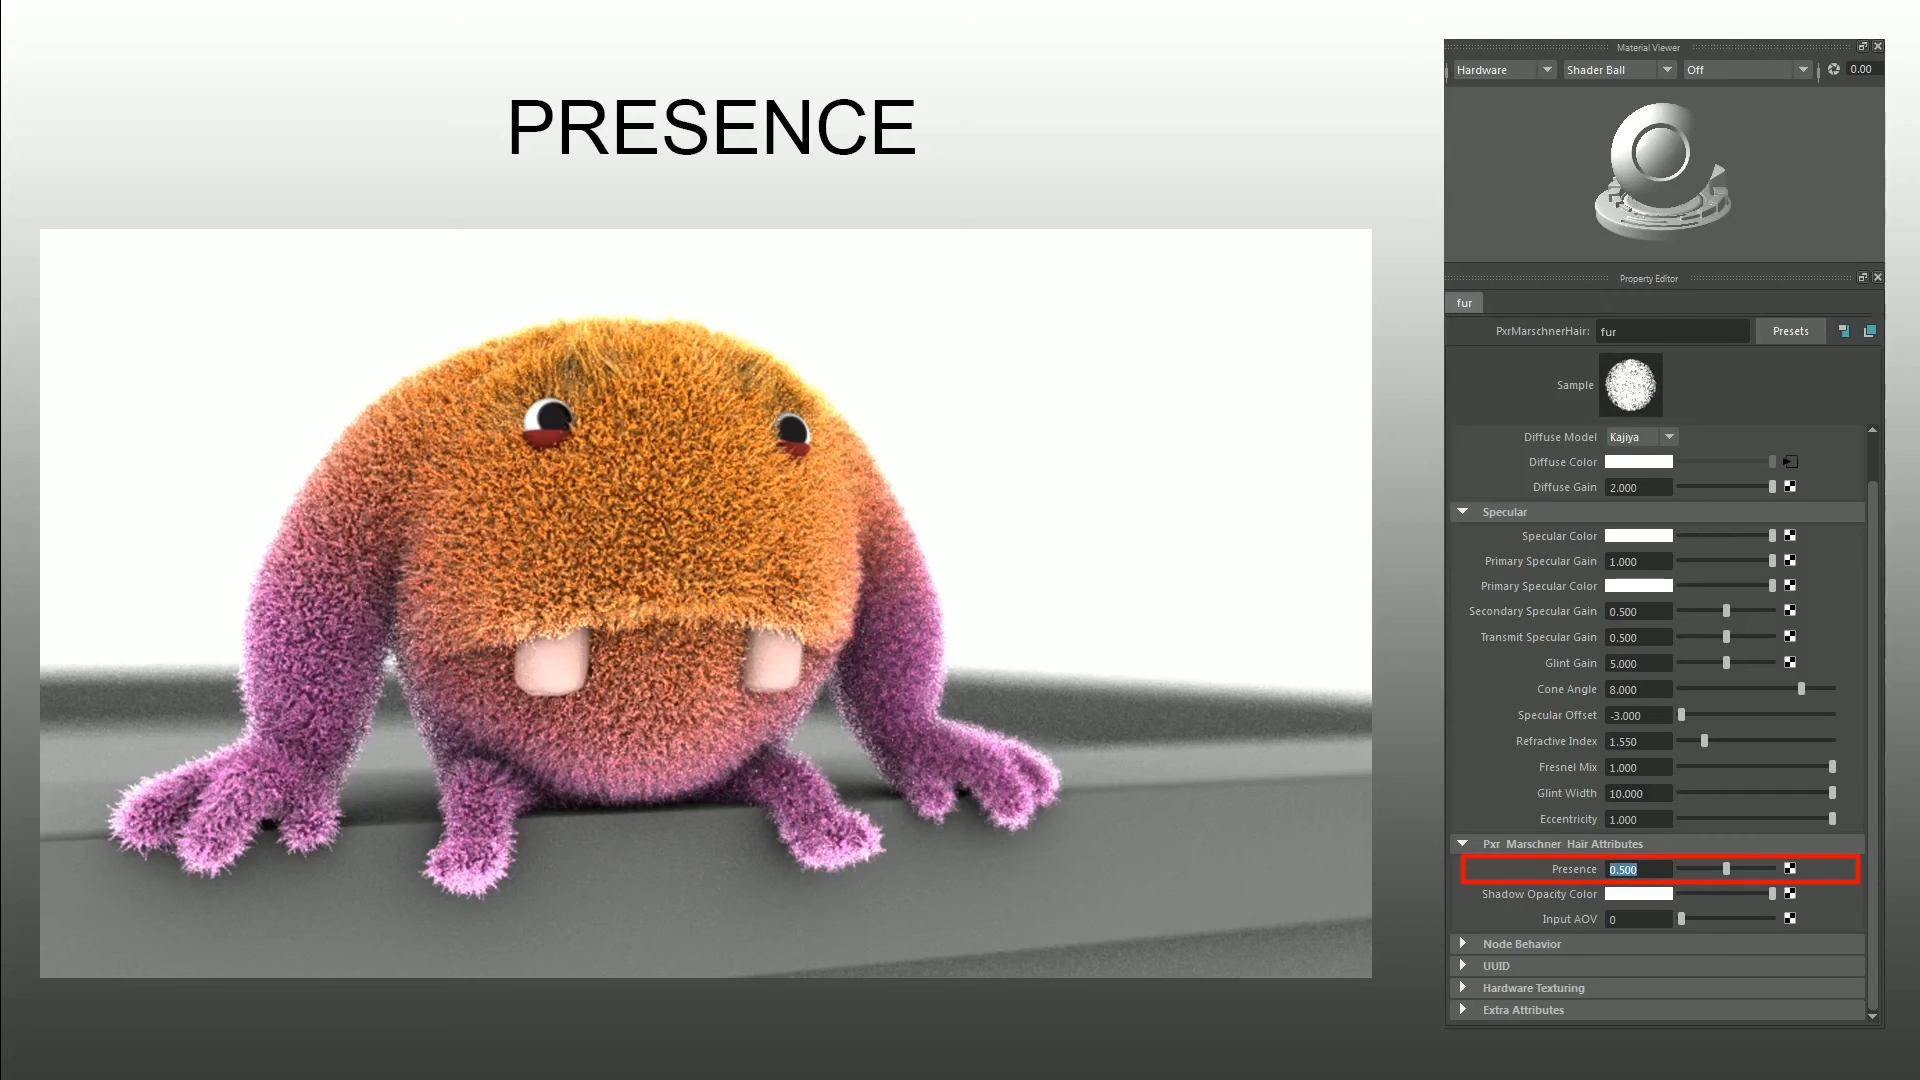 PRESENCE
Material Viewer
Hardware Shader Ball Off 0.00
Property Editor
fur
PxrMarschnerHair: fur Presets
Sample
Diffuse Model Kajiya
Diffuse Color
Diffuse Gain 2.000
Specular
Specular Color
Primary Specular Gain 1.000
Primary Specular Color
Secondary Specular Gain 0.500
Transmit Specular Gain 0.500
Glint Gain 5.000
Cone Angle 8.000
Specular Offset -3.000
Refractive Index 1.550
Fresnel Mix 1.000
Glint Width 10.000
Eccentricity 1.000
Pxr Marschner Hair Attributes
Presence 0.500
Shadow Opacity Color
Input AOV 0
Node Behavior
UUID
Hardware Texturing
Extra Attributes